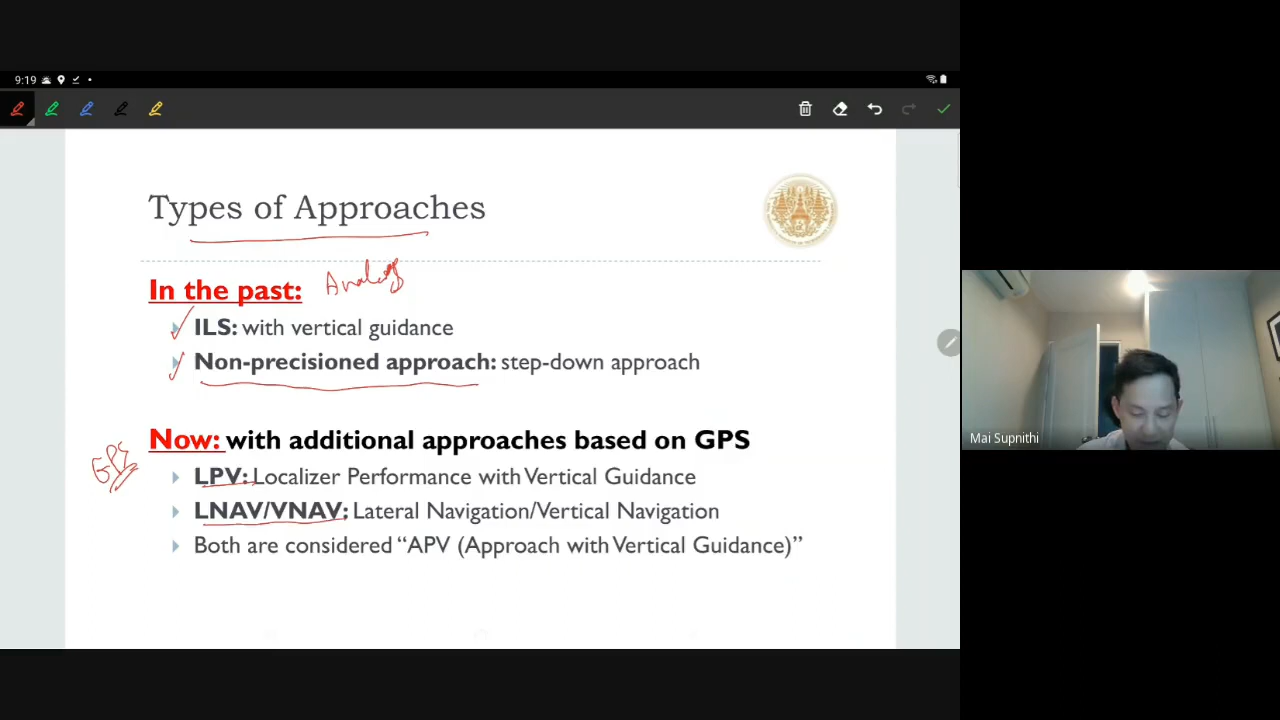 9:19
Types of Approaches
In the past: Analog
ILS: with vertical guidance
Non-precisioned approach: step-down approach
Now: with additional approaches based on GPS
GPS
LPV: Localizer Performance with Vertical Guidance
LNAV/VNAV: Lateral Navigation/Vertical Navigation
Both are considered “APV (Approach with Vertical Guidance)”
Mai Supnithi